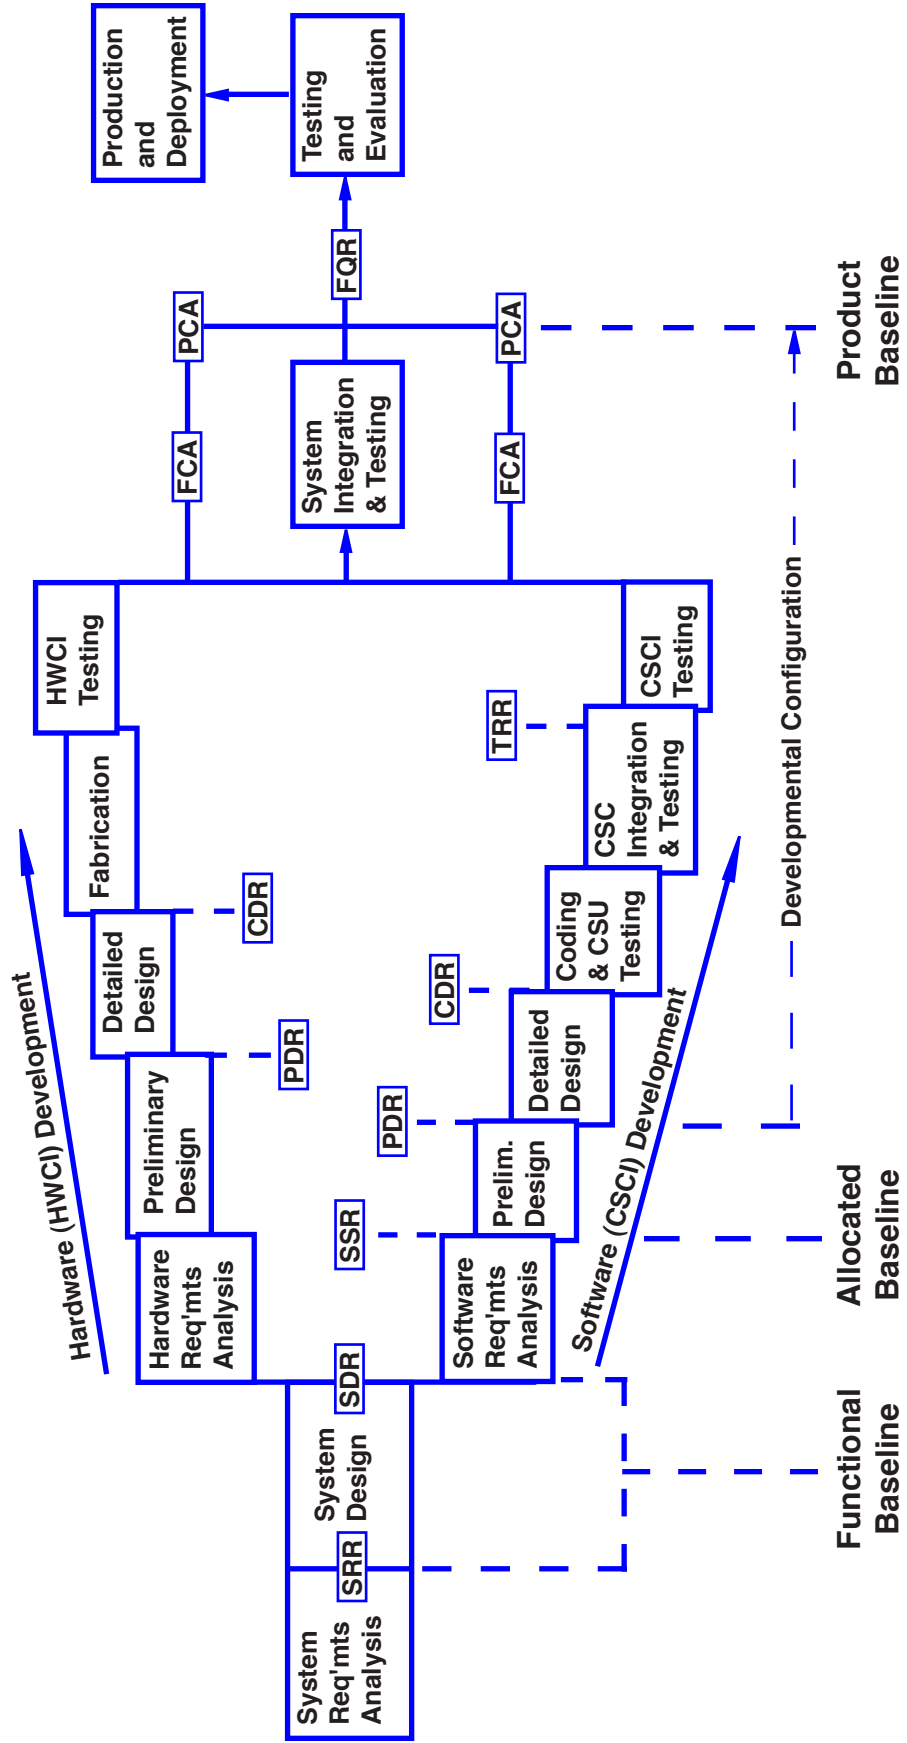 Hardware (HWCI) Development
System
Req'mts
Analysis
SRR
System
Design
SDR
Hardware
Req'mts
Analysis
Preliminary
Design
PDR
Detailed
Design
CDR
Fabrication
HWCI
Testing
Software
Req'mts
Analysis
SSR
Prelim.
Design
PDR
Detailed
Design
CDR
Coding
& CSU
Testing
CSC
Integration
& Testing
TRR
CSCI
Testing
Software (CSCI) Development
FCA
PCA
System
Integration
& Testing
FQR
FCA
PCA
Testing
and
Evaluation
Production
and
Deployment
Developmental Configuration
Functional
Baseline
Allocated
Baseline
Product
Baseline